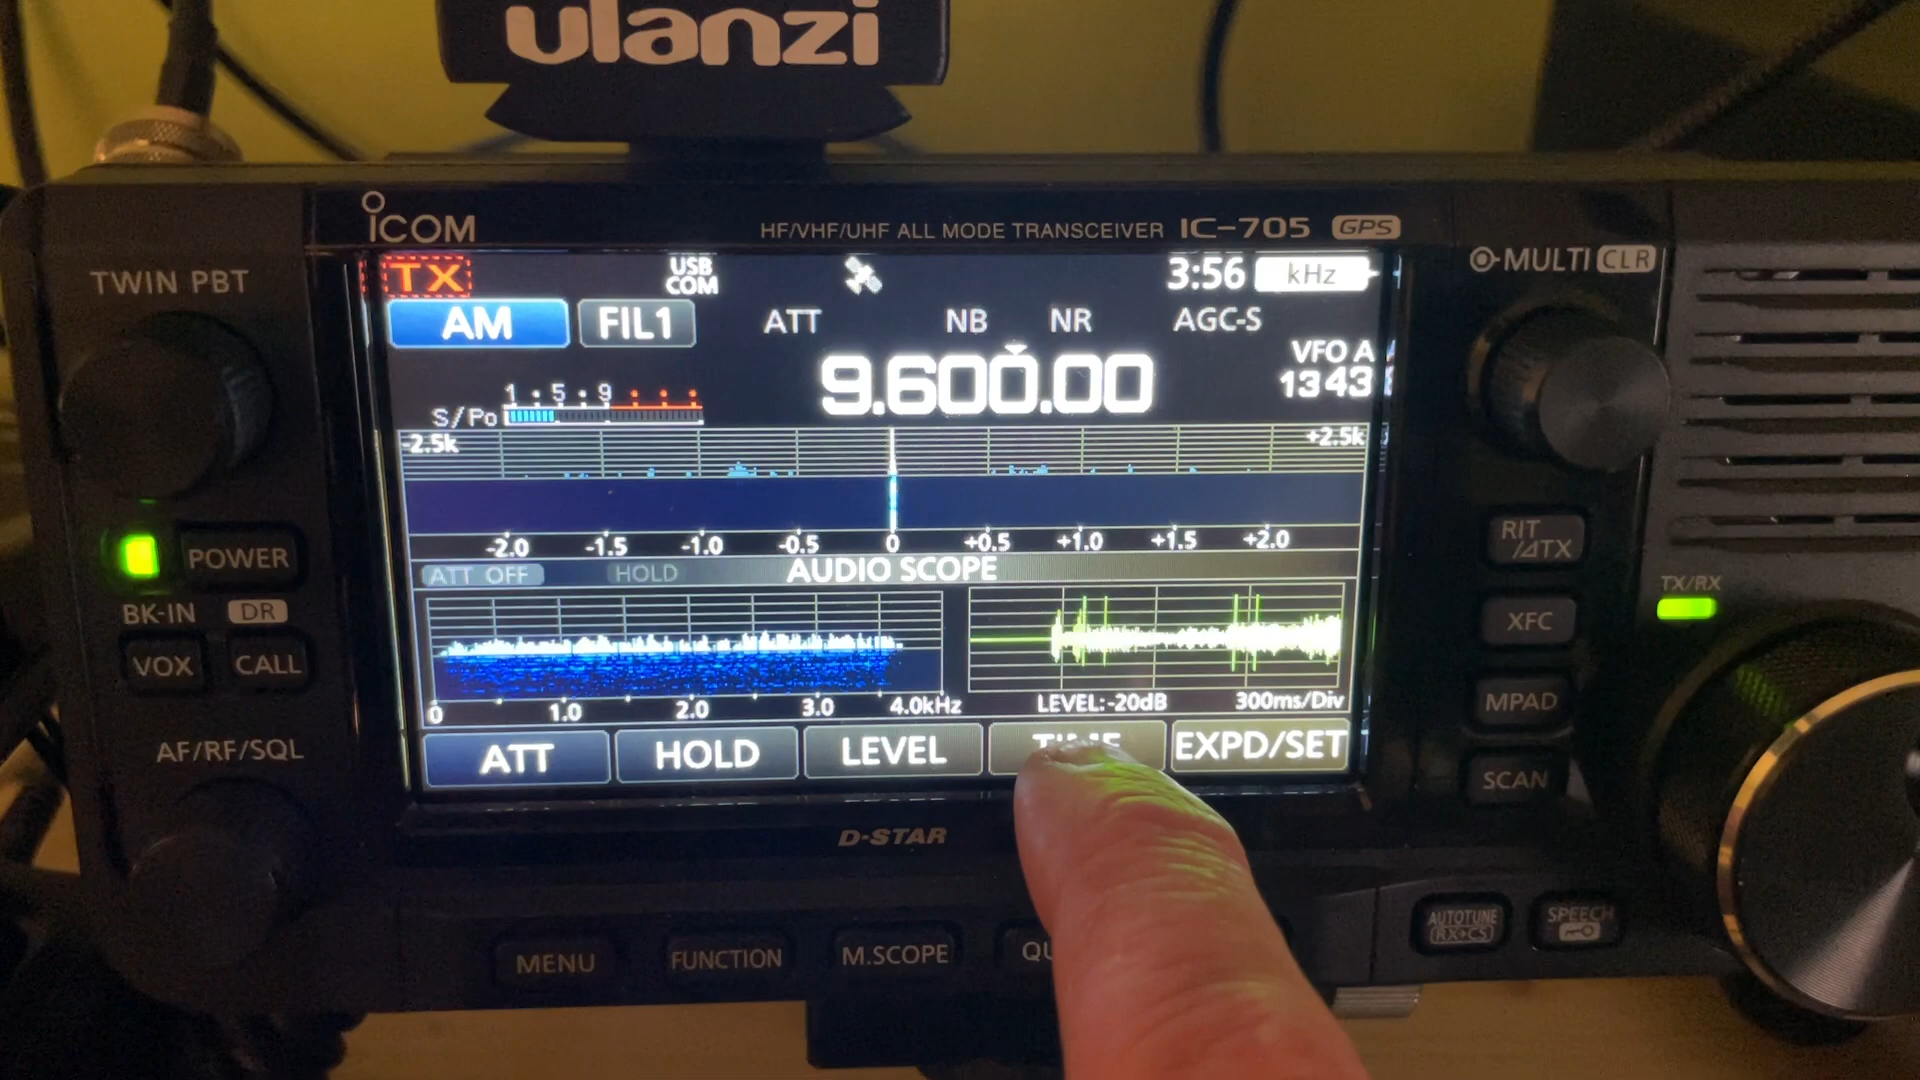 ulanzi
ICOM
HF/VHF/UHF ALL MODE TRANSCEIVER IC-705 GPS
TWIN PBT
MULTI CLR
TX
USB
COM
3:56
kHz
AM
FIL1
ATT
NB
NR
AGC-S
9.600.00
VFO A
1343
1 5 9
S/Po
-2.5k
+2.5k
-2.0 -1.5 -1.0 -0.5 0 +0.5 +1.0 +1.5 +2.0
ATT OFF
HOLD
AUDIO SCOPE
0 1.0 2.0 3.0 4.0kHz
LEVEL:-20dB
300ms/Div
ATT
HOLD
LEVEL
TIME
EXPD/SET
POWER
BK-IN DR
VOX
CALL
AF/RF/SQL
RIT
/⊿TX
TX/RX
XFC
MPAD
SCAN
D-STAR
MENU
FUNCTION
M.SCOPE
AUTOTUNE
RX→CS
SPEECH